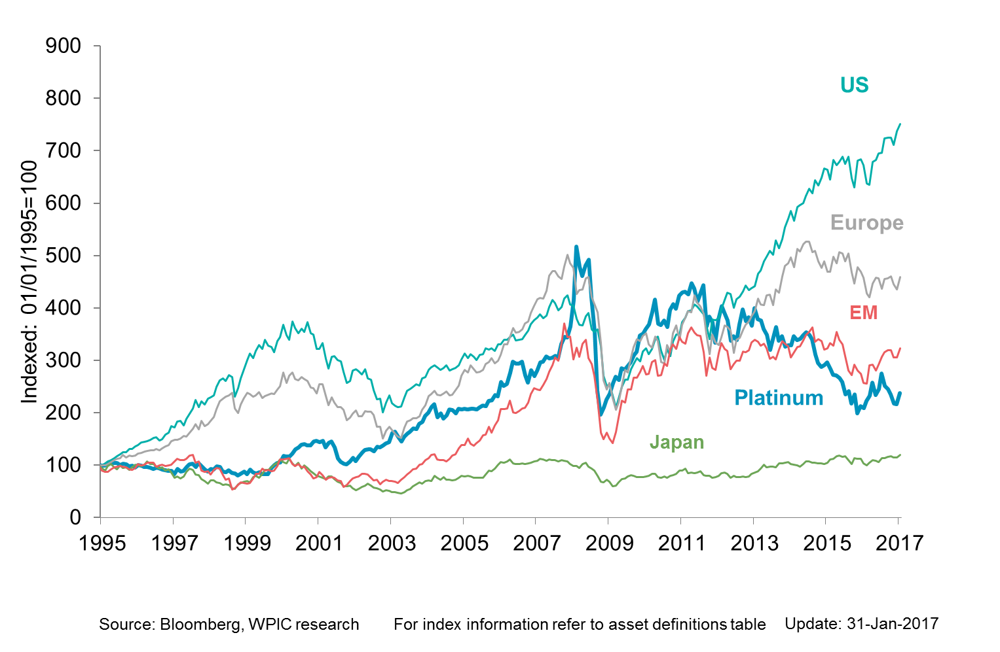 900
800
700
600
500
400
300
200
100
0
Indexed: 01/01/1995=100
US
Europe
EM
Platinum
Japan
1995 1997 1999 2001 2003 2005 2007 2009 2011 2013 2015 2017
Source: Bloomberg, WPIC research For index information refer to asset definitions table Update: 31-Jan-2017